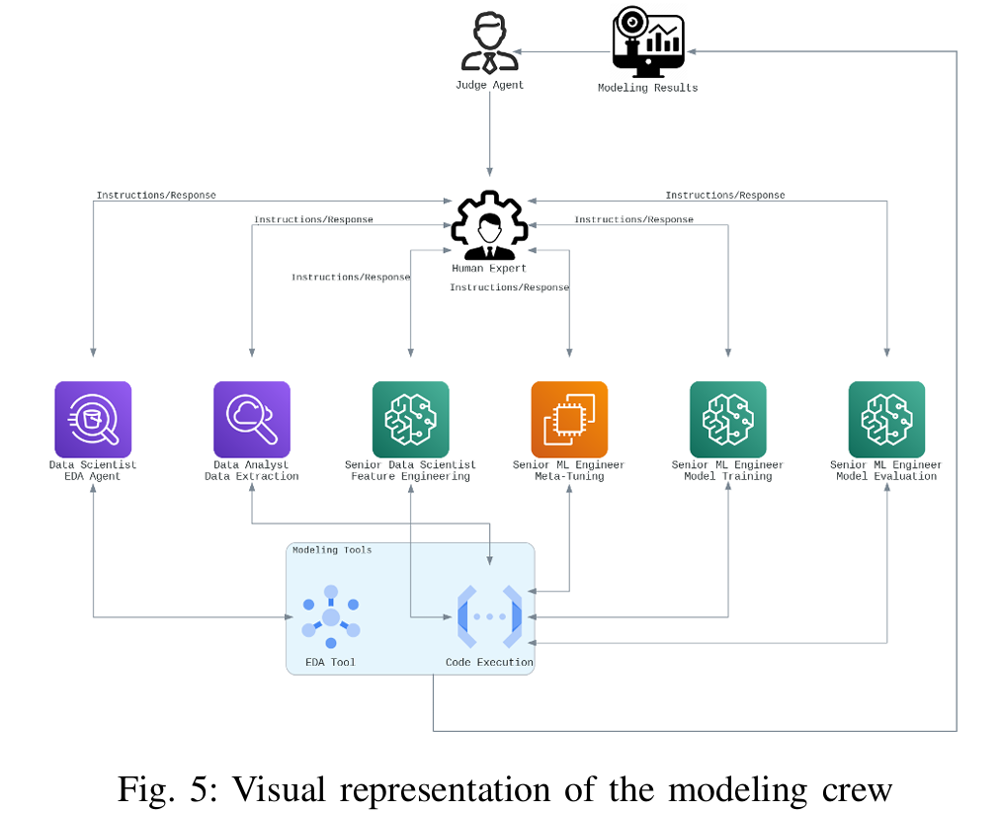 Judge Agent
Modeling Results
Instructions/Response
Instructions/Response
Instructions/Response
Instructions/Response
Human Expert
Instructions/Response
Instructions/Response
Data Scientist
EDA Agent
Data Analyst
Data Extraction
Senior Data Scientist
Feature Engineering
Senior ML Engineer
Meta-Tuning
Senior ML Engineer
Model Training
Senior ML Engineer
Model Evaluation
Modeling Tools
EDA Tool
Code Execution
Fig. 5: Visual representation of the modeling crew